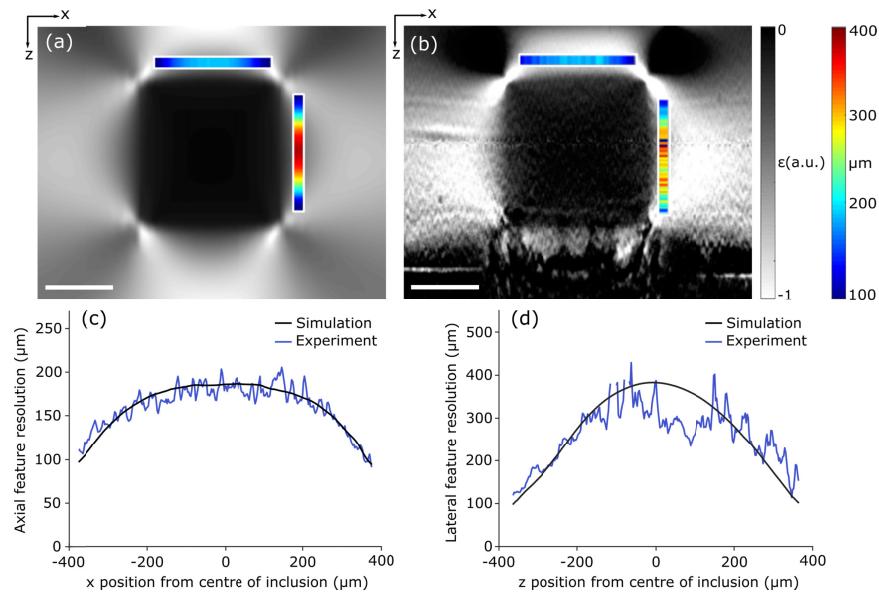 x
z
(a)
x
z
(b)
0
ε(a.u.)
-1
400
300
μm
200
100
(c)
Simulation
Experiment
Axial feature resolution (μm)
250
200
150
100
50
0
-400
-200
0
200
400
x position from centre of inclusion (μm)
(d)
Simulation
Experiment
Lateral feature resolution (μm)
500
400
300
200
100
0
-400
-200
0
200
400
z position from centre of inclusion (μm)